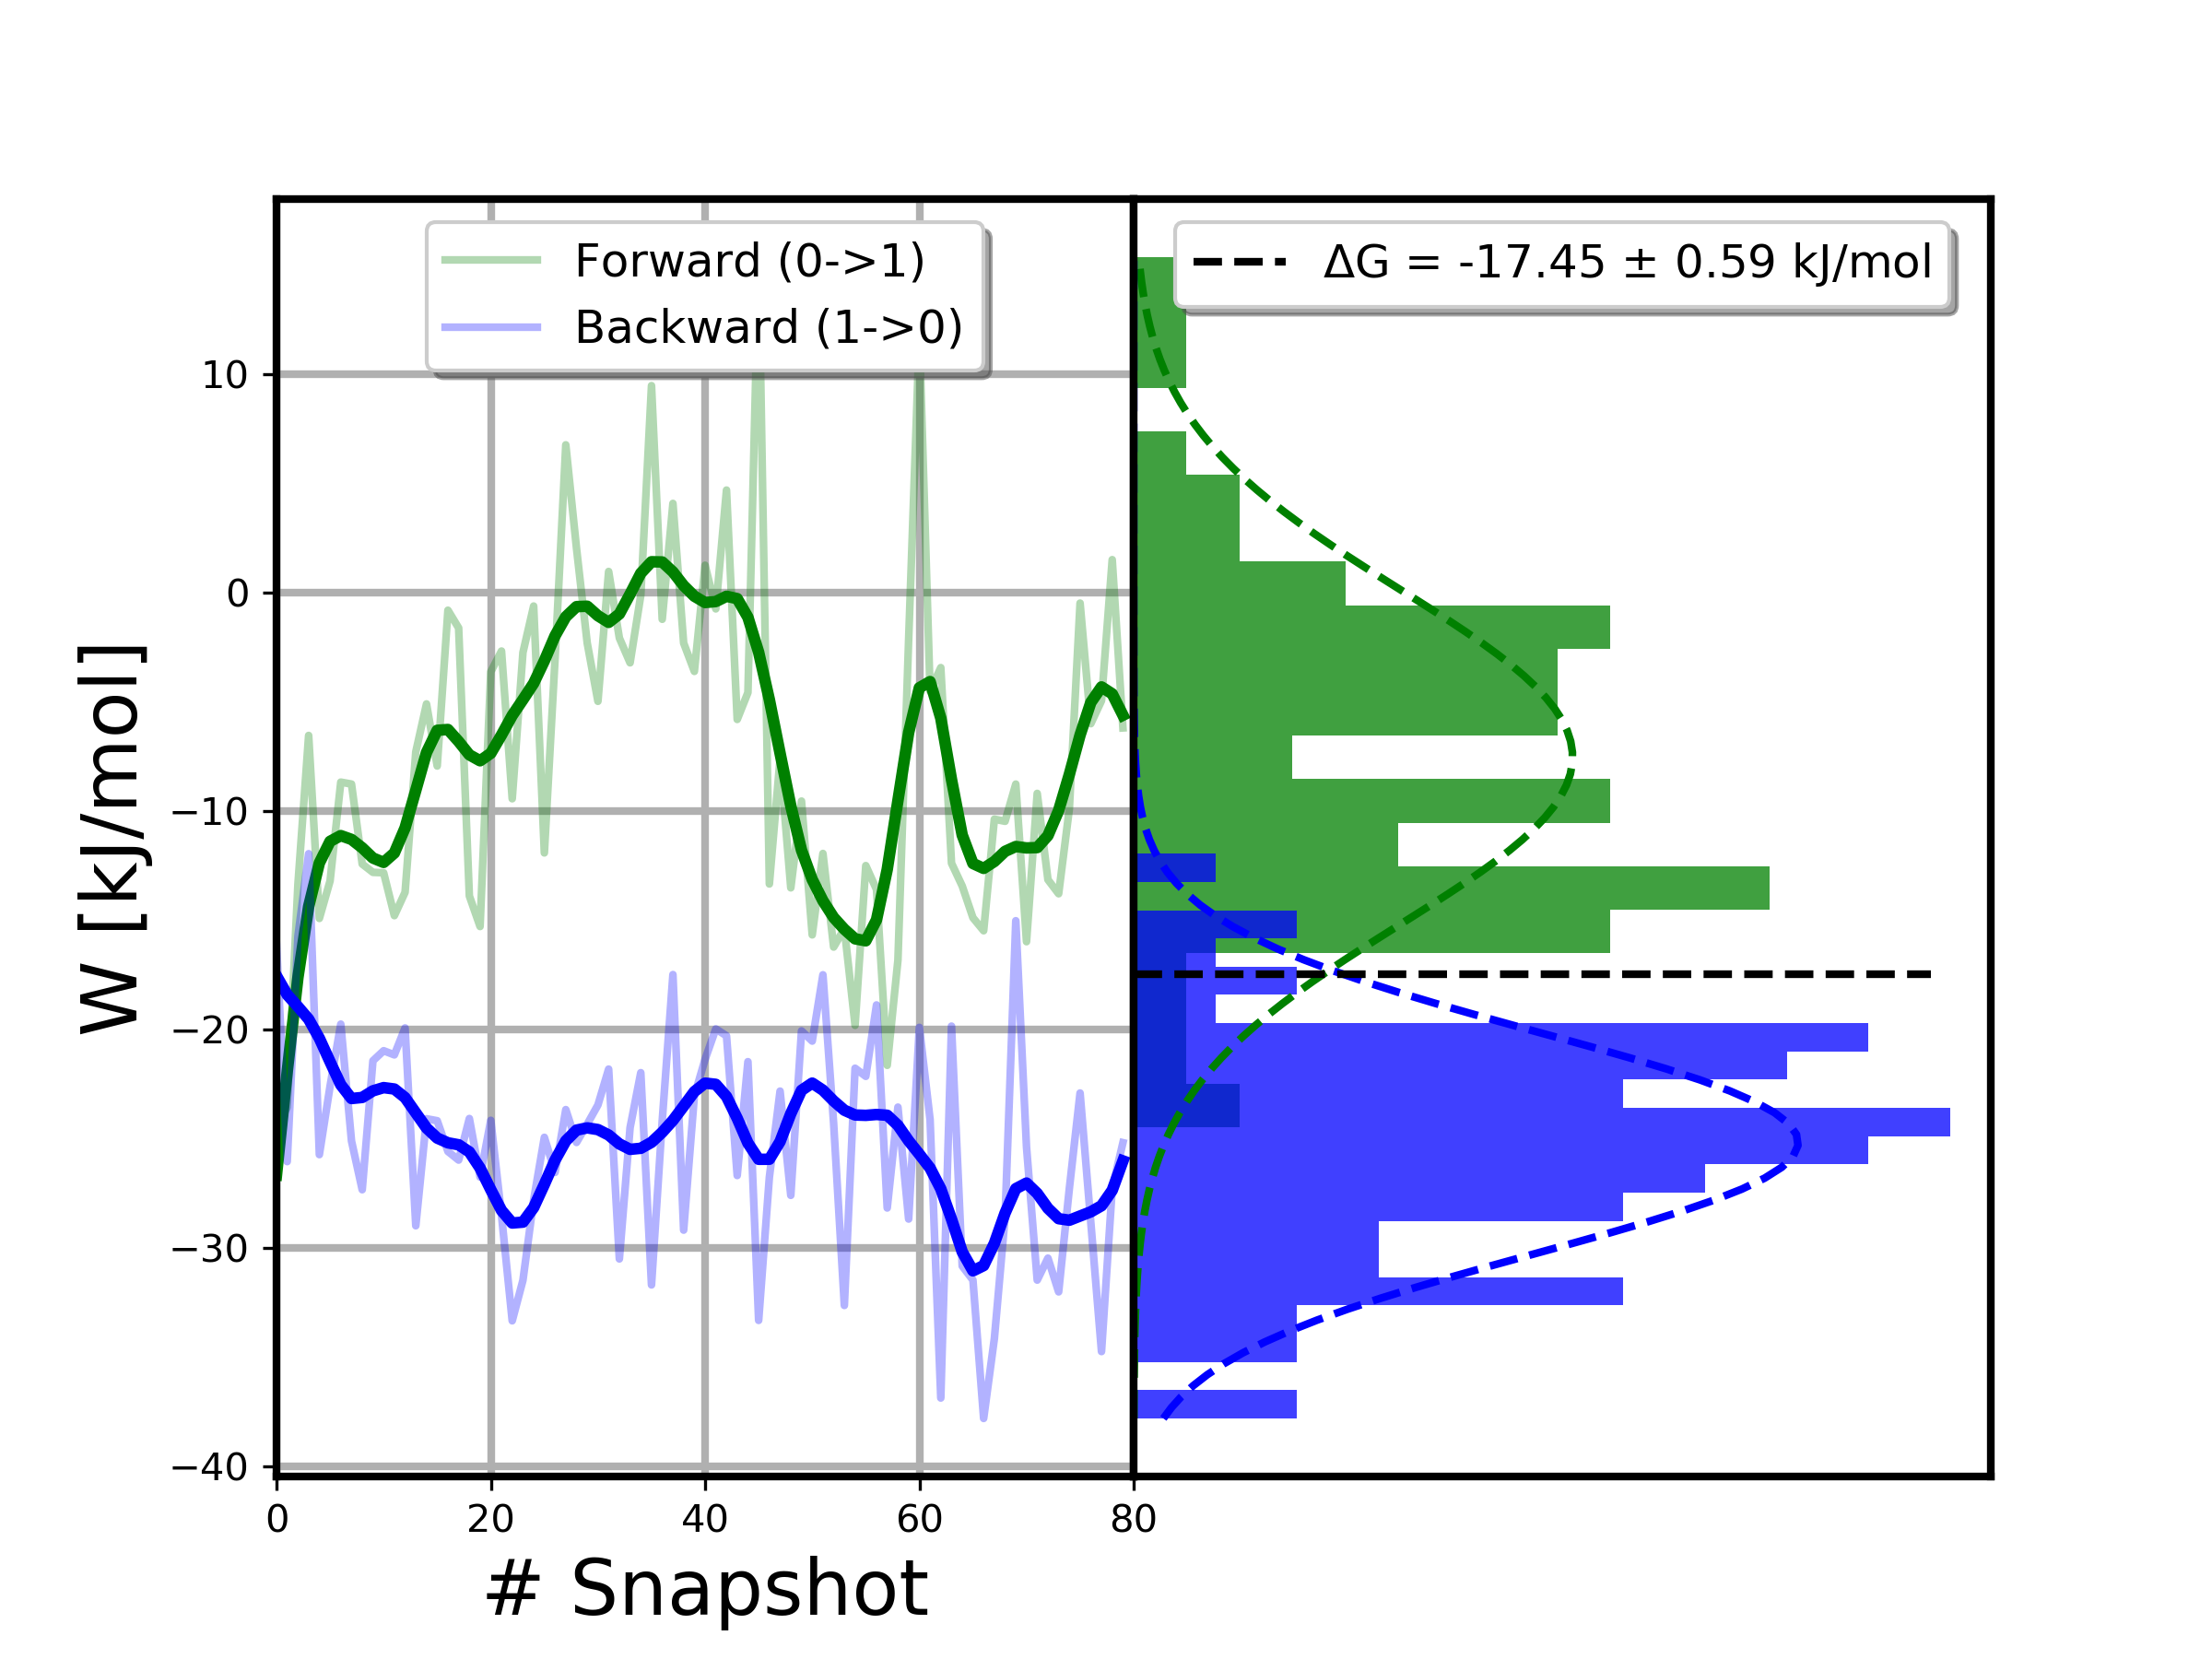 Forward (0->1)
Backward (1->0)
ΔG = -17.45 ± 0.59 kJ/mol
W [kJ/mol]
10
0
−10
−20
−30
−40
0 20 40 60 80
# Snapshot